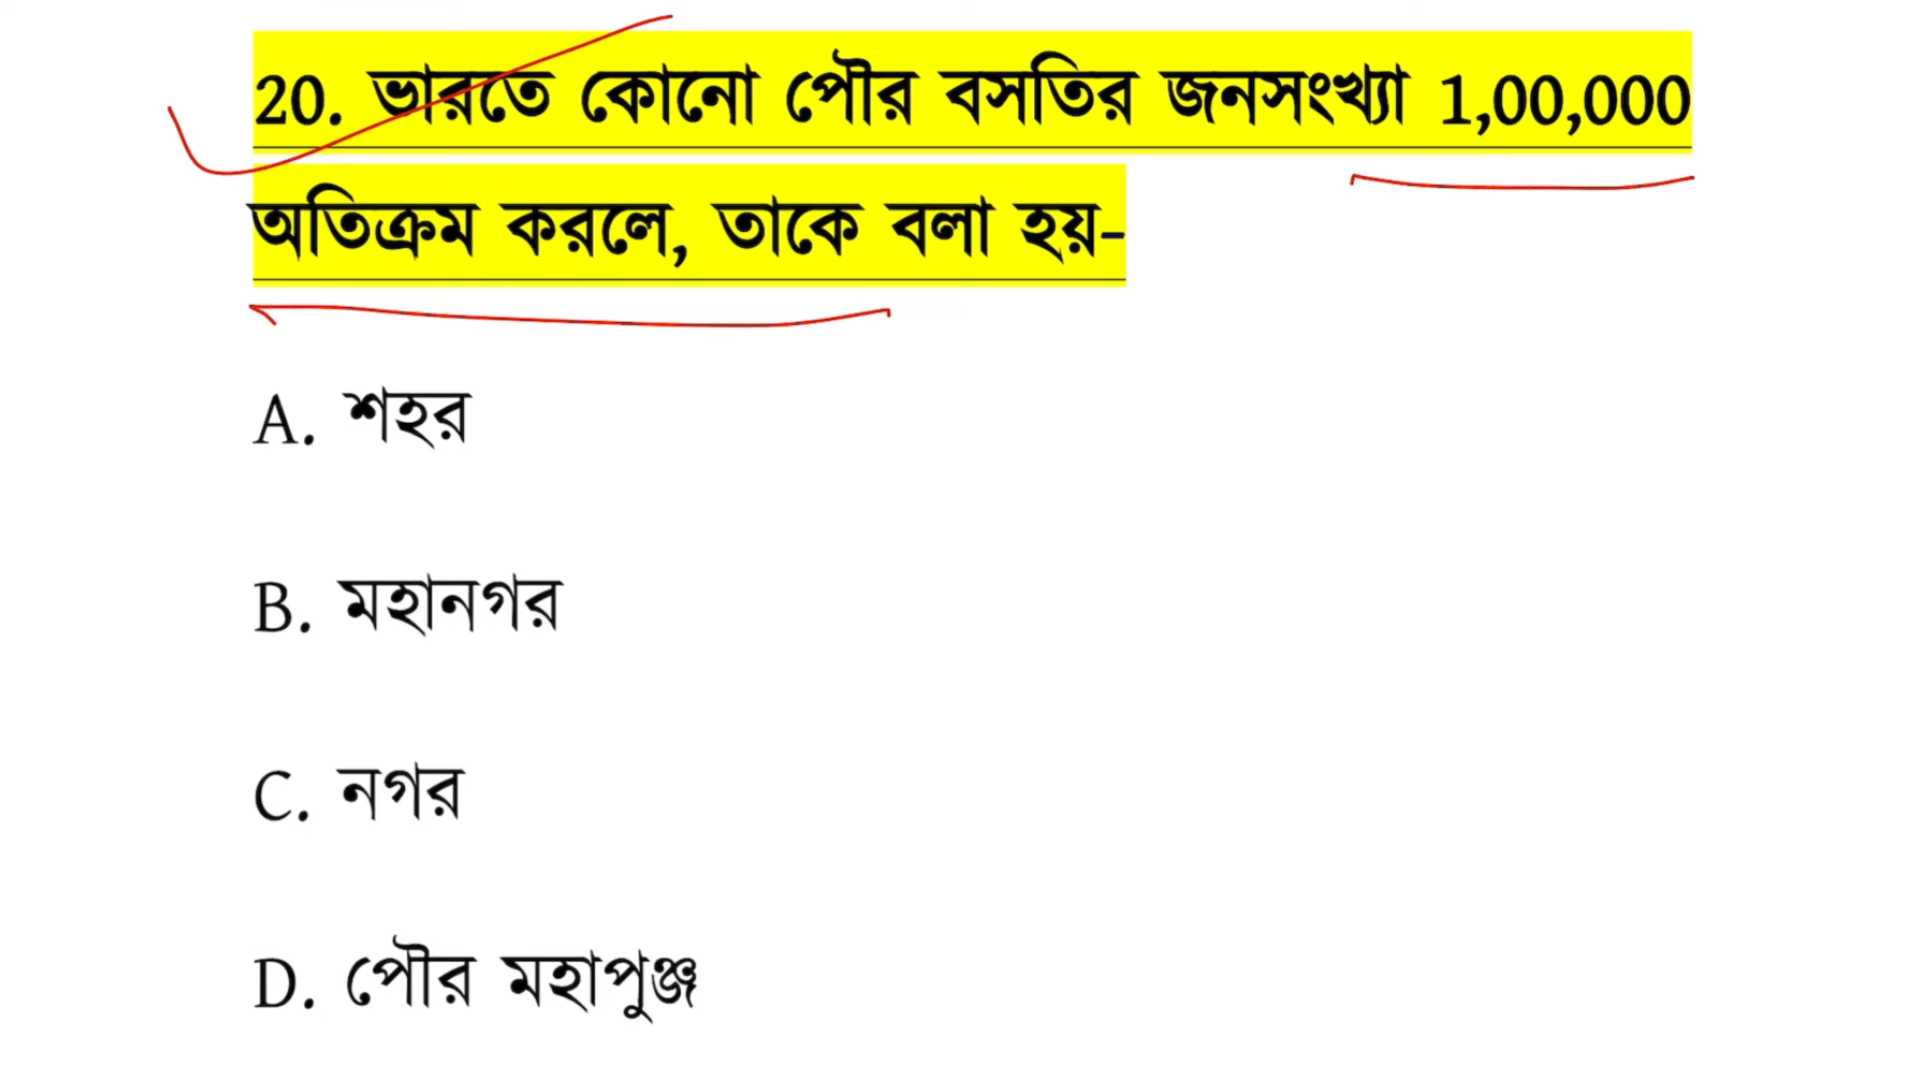 20. ভারতে কোনো পৌর বসতির জনসংখ্যা 1,00,000
অতিক্রম করলে, তাকে বলা হয়-
A. শহর
B. মহানগর
C. নগর
D. পৌর মহাপুঞ্জ